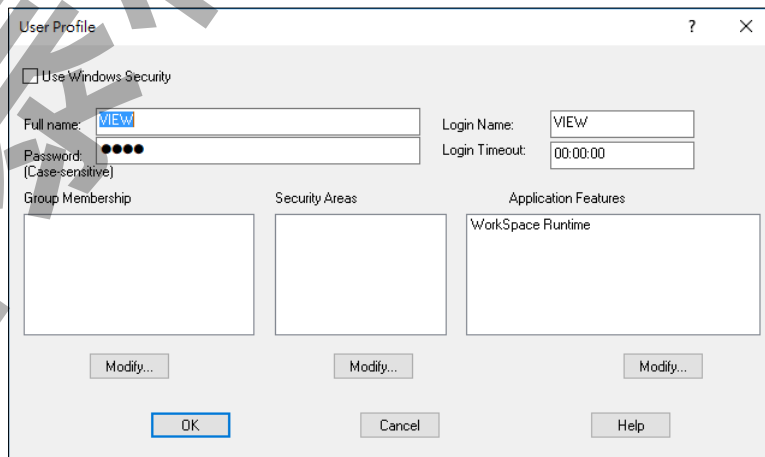 User Profile ? ×
Use Windows Security
Full name: VIEW Login Name: VIEW
Password: ●●●● Login Timeout: 00:00:00
(Case-sensitive)
Group Membership Security Areas Application Features
WorkSpace Runtime
Modify... Modify... Modify...
OK Cancel Help